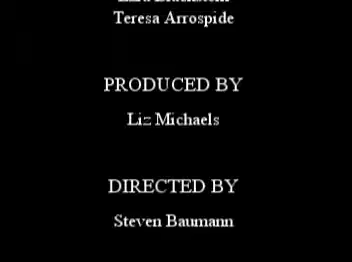 Teresa Arrospide
PRODUCED BY
Liz Michaels
DIRECTED BY
Steven Baumann